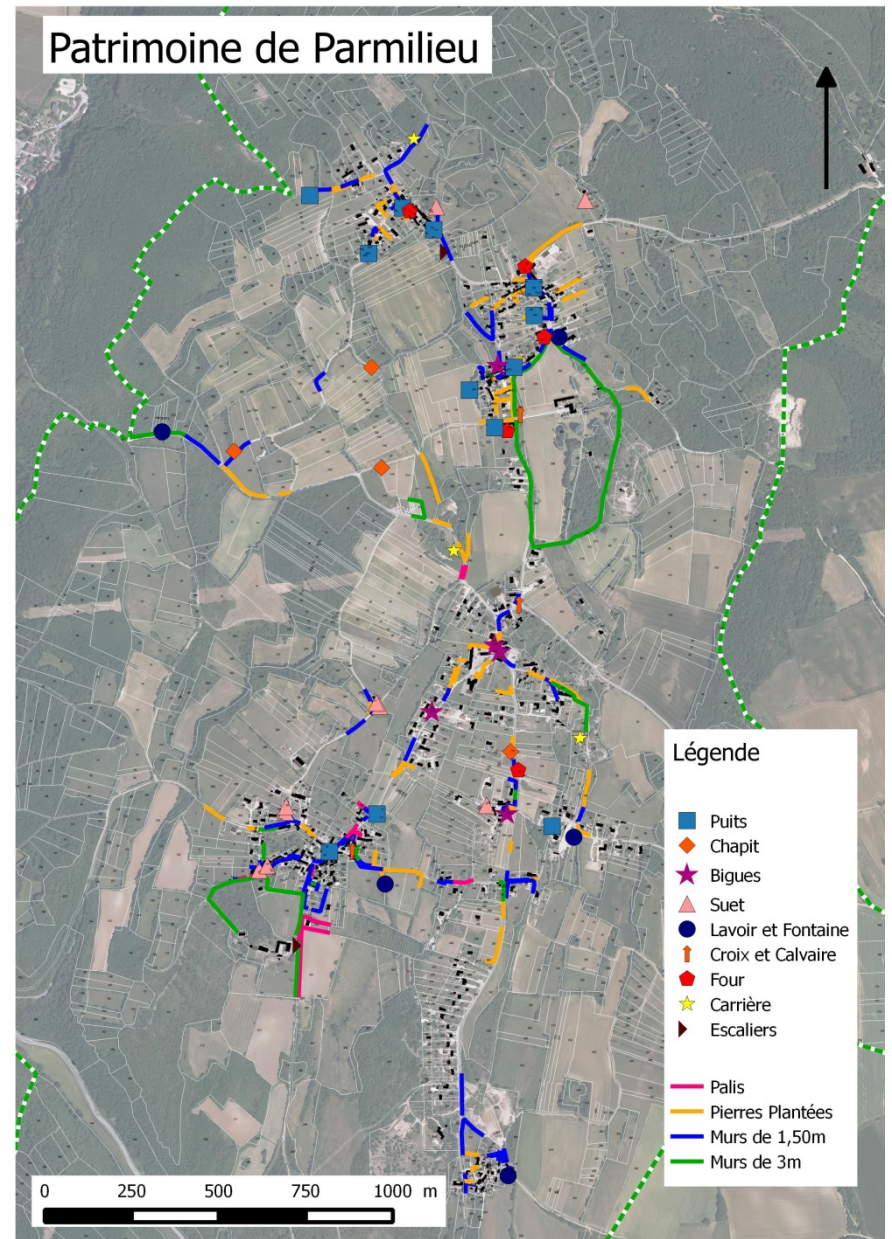 Patrimoine de Parmilieu
Légende
Puits
Chapit
Bigues
Suet
Lavoir et Fontaine
Croix et Calvaire
Four
Carrière
Escaliers
Palis
Pierres Plantées
Murs de 1,50m
Murs de 3m
0 250 500 750 1000 m